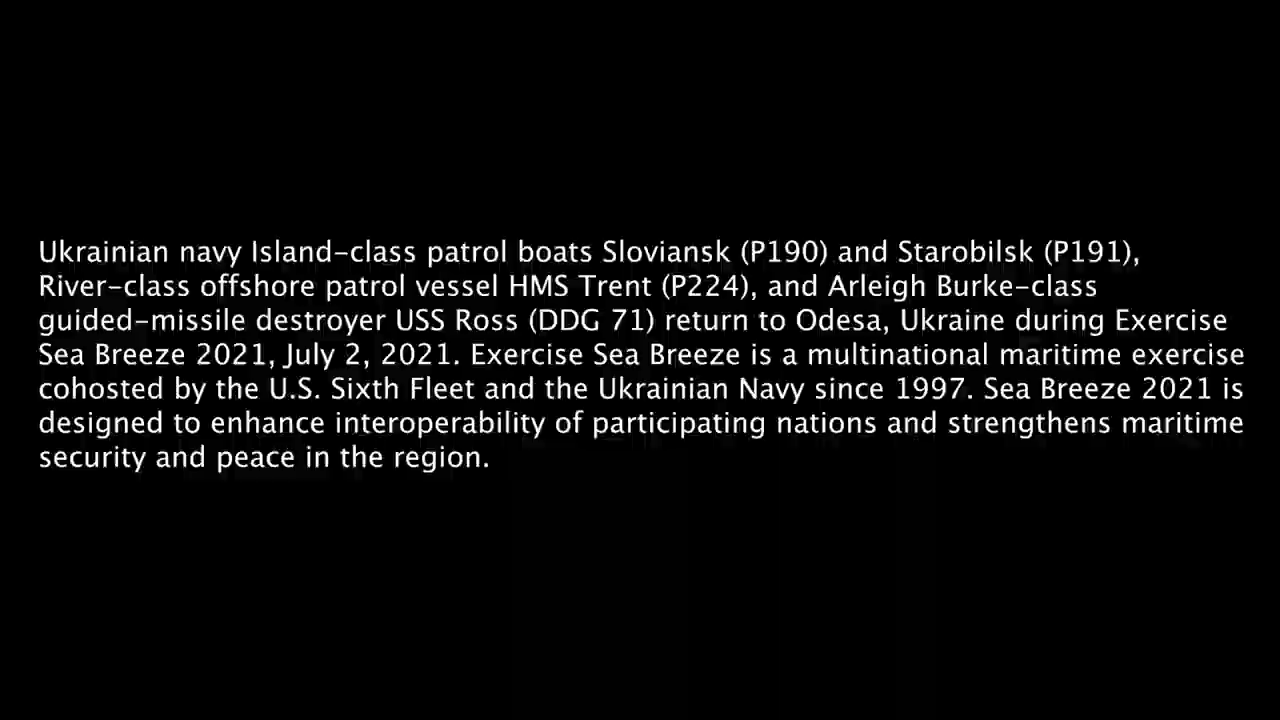 Ukrainian navy Island-class patrol boats Sloviansk (P190) and Starobilsk (P191),
River-class offshore patrol vessel HMS Trent (P224), and Arleigh Burke-class
guided-missile destroyer USS Ross (DDG 71) return to Odesa, Ukraine during Exercise
Sea Breeze 2021, July 2, 2021. Exercise Sea Breeze is a multinational maritime exercise
cohosted by the U.S. Sixth Fleet and the Ukrainian Navy since 1997. Sea Breeze 2021 is
designed to enhance interoperability of participating nations and strengthens maritime
security and peace in the region.